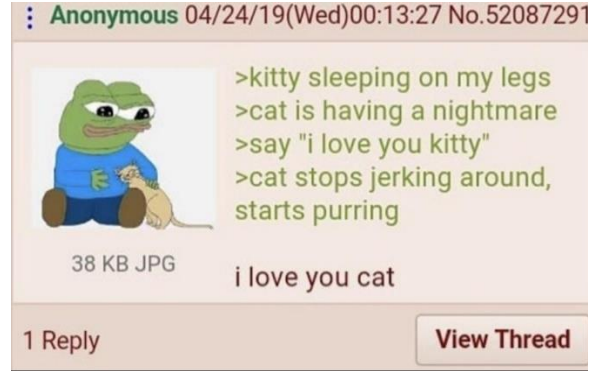 Anonymous 04/24/19(Wed)00:13:27 No.52087291
>kitty sleeping on my legs
>cat is having a nightmare
>say "i love you kitty"
>cat stops jerking around,
starts purring
38 KB JPG
i love you cat
1 Reply
View Thread